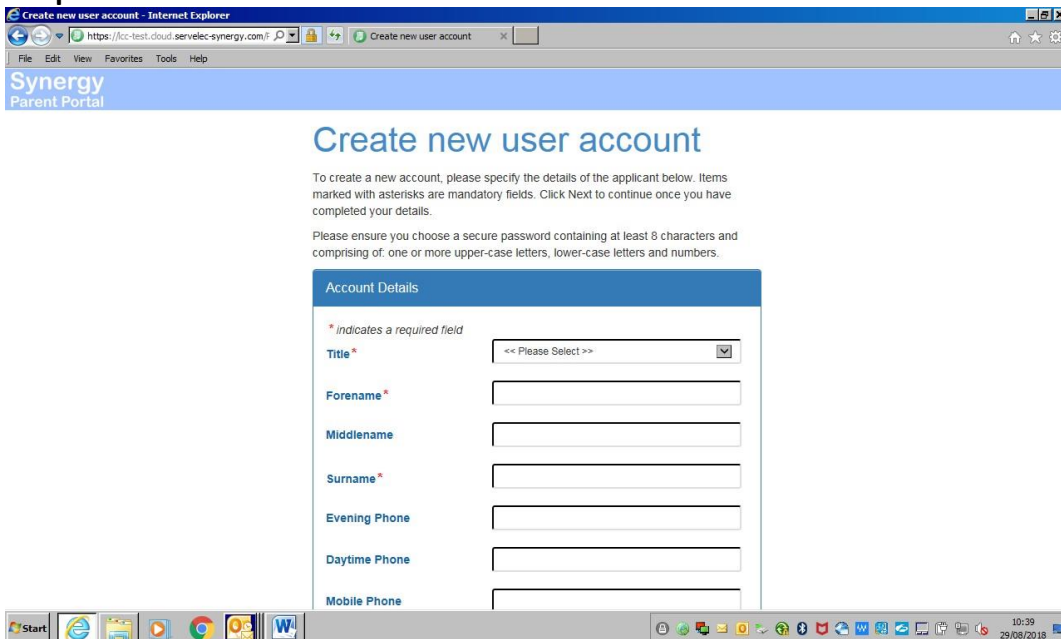 Create new user account - Internet Explorer
https://lcc-test.cloud.servelec-synergy.com/
Create new user account
File Edit View Favorites Tools Help
Synergy
Parent Portal
Create new user account
To create a new account, please specify the details of the applicant below. Items
marked with asterisks are mandatory fields. Click Next to continue once you have
completed your details.
Please ensure you choose a secure password containing at least 8 characters and
comprising of: one or more upper-case letters, lower-case letters and numbers.
Account Details
* indicates a required field
Title* << Please Select >>
Forename*
Middlename
Surname*
Evening Phone
Daytime Phone
Mobile Phone
Start
10:39
29/08/2018